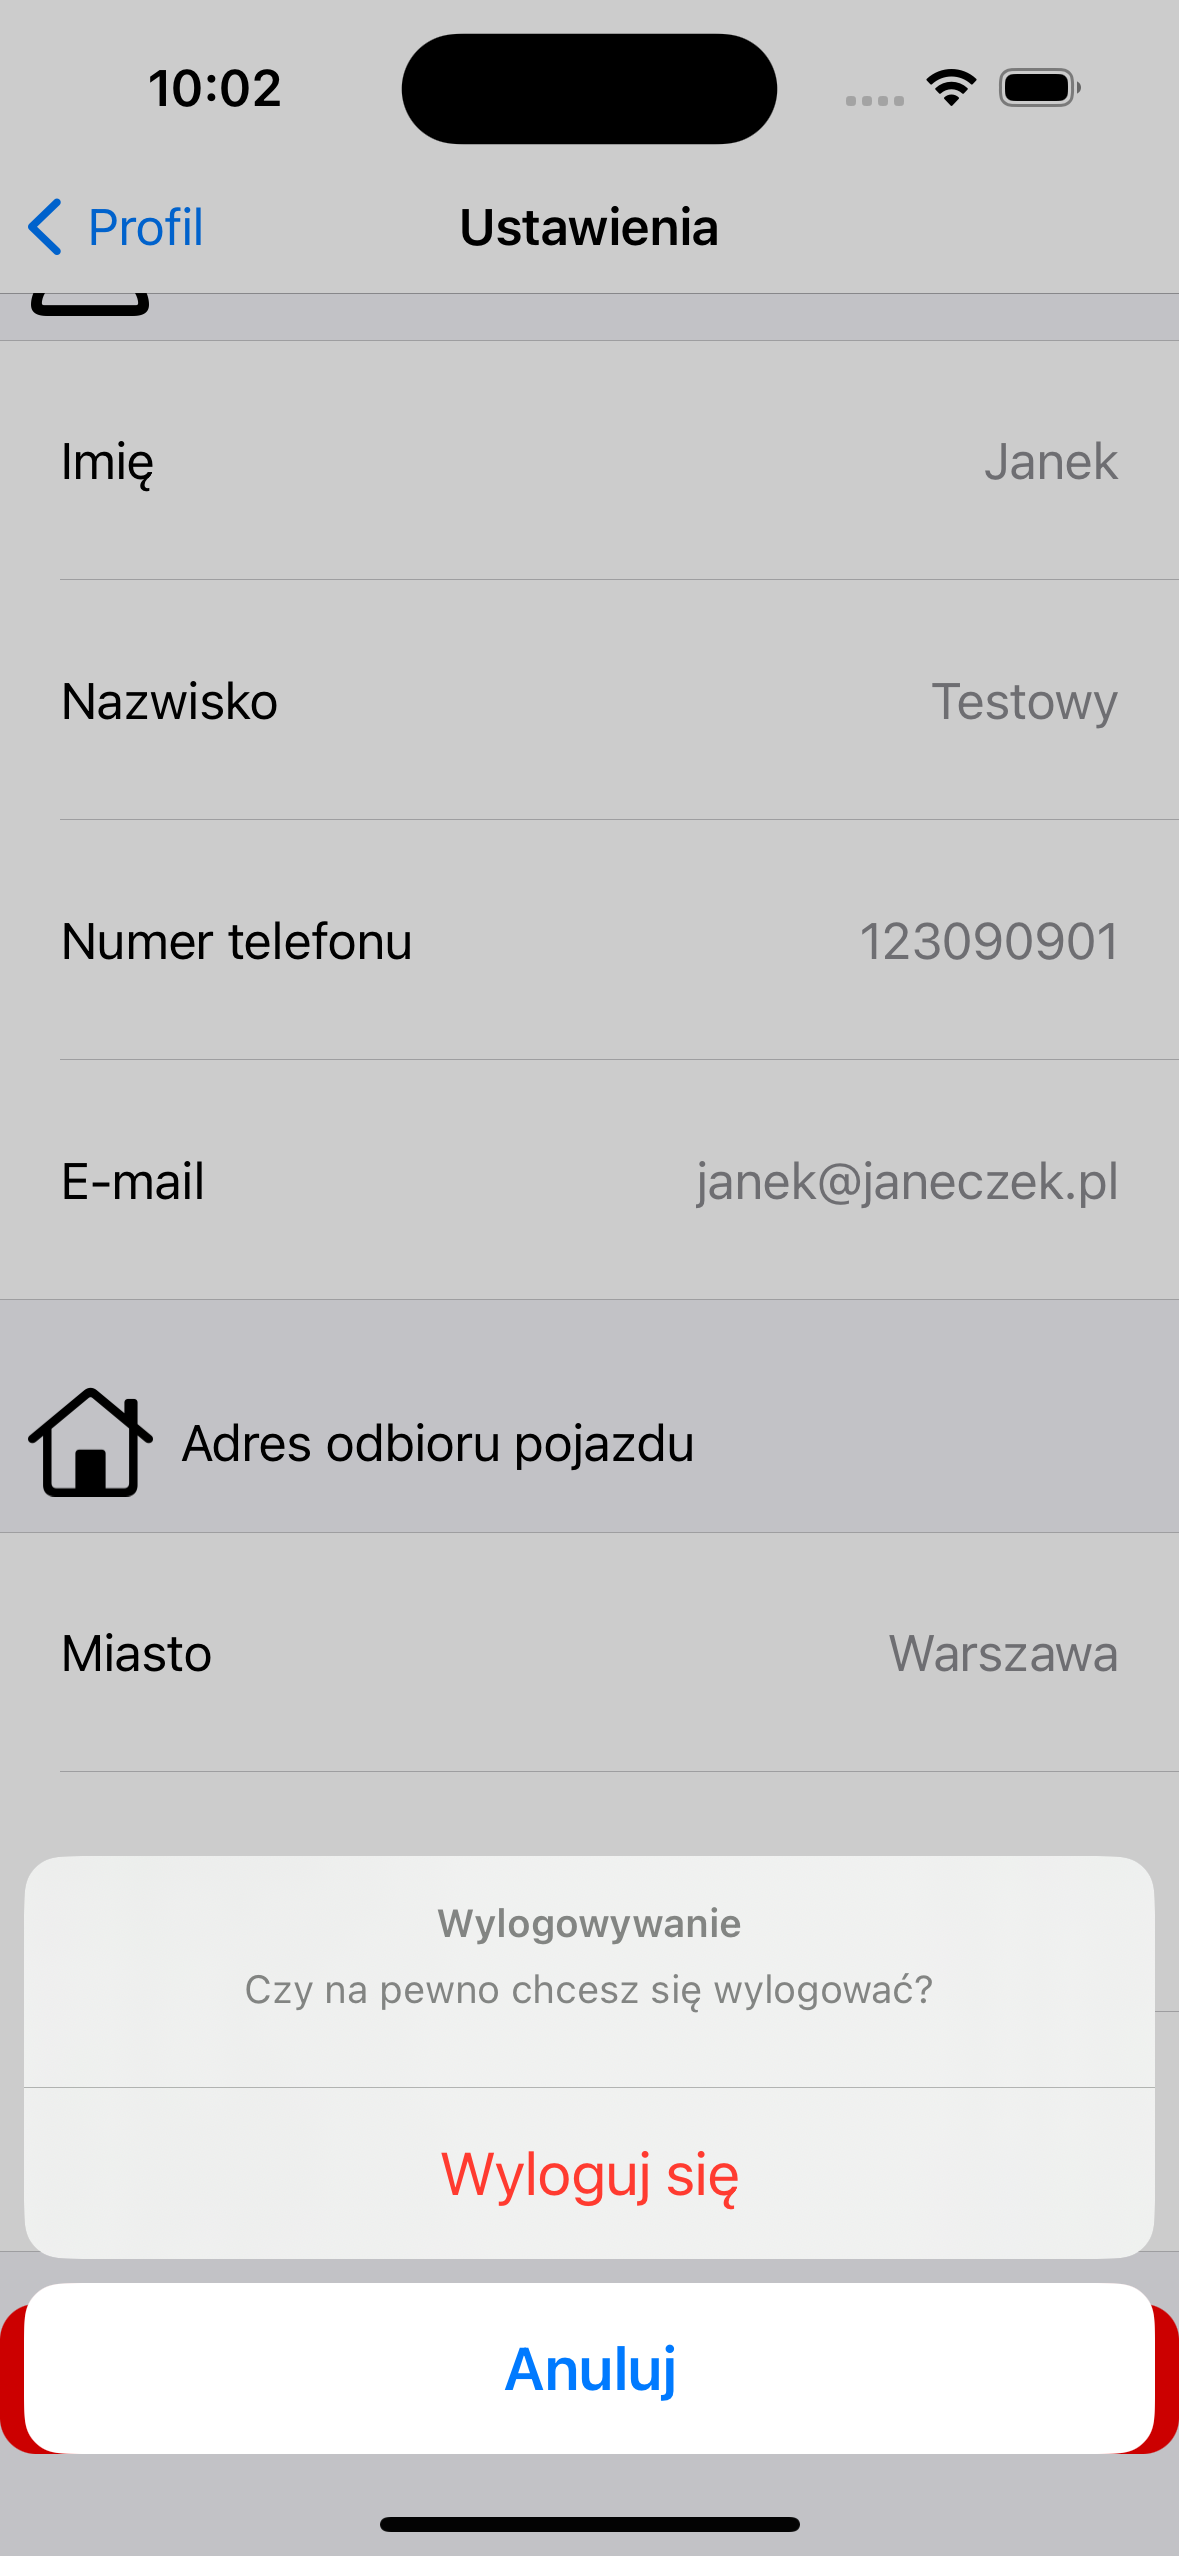 10:02
Profil
Ustawienia
Imię
Janek
Nazwisko
Testowy
Numer telefonu
123090901
E-mail
janek@janeczek.pl
Adres odbioru pojazdu
Miasto
Warszawa
Wylogowywanie
Czy na pewno chcesz się wylogować?
Wyloguj się
Anuluj